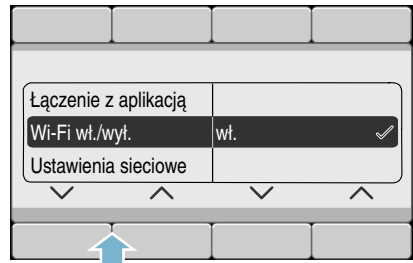 Łączenie z aplikacją
Wi-Fi wł./wył. wł.
Ustawienia sieciowe